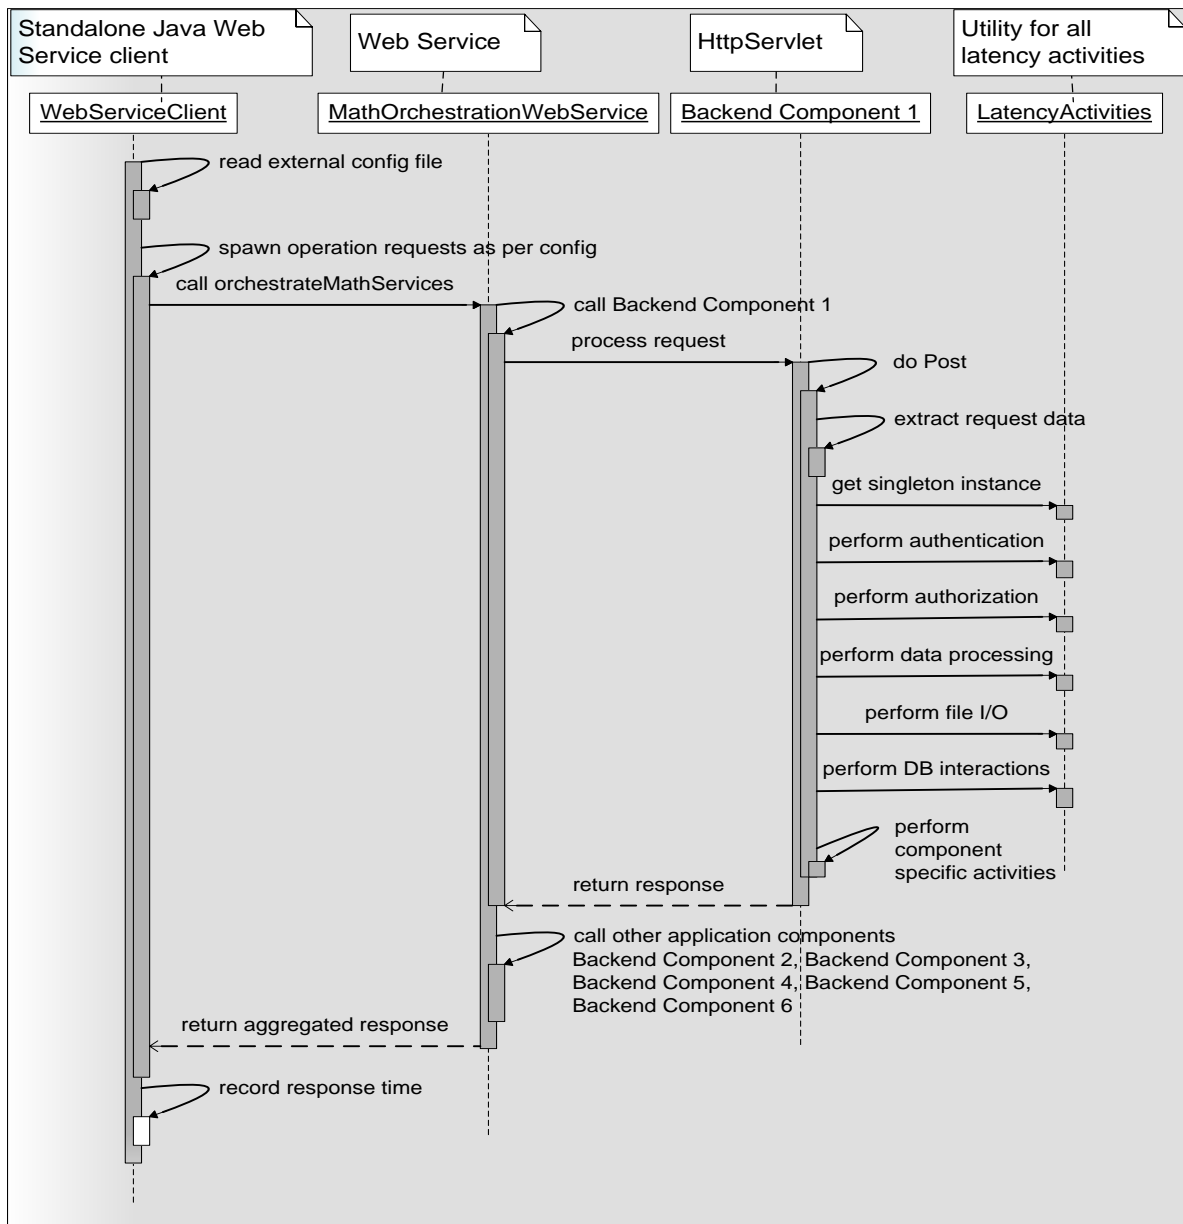 Standalone Java Web
Service client
Web Service
HttpServlet
Utility for all
latency activities
WebServiceClient
MathOrchestrationWebService
Backend Component 1
LatencyActivities
read external config file
spawn operation requests as per config
call orchestrateMathServices
call Backend Component 1
process request
do Post
extract request data
get singleton instance
perform authentication
perform authorization
perform data processing
perform file I/O
perform DB interactions
perform
component
specific activities
return response
call other application components
Backend Component 2, Backend Component 3,
Backend Component 4, Backend Component 5,
Backend Component 6
return aggregated response
record response time